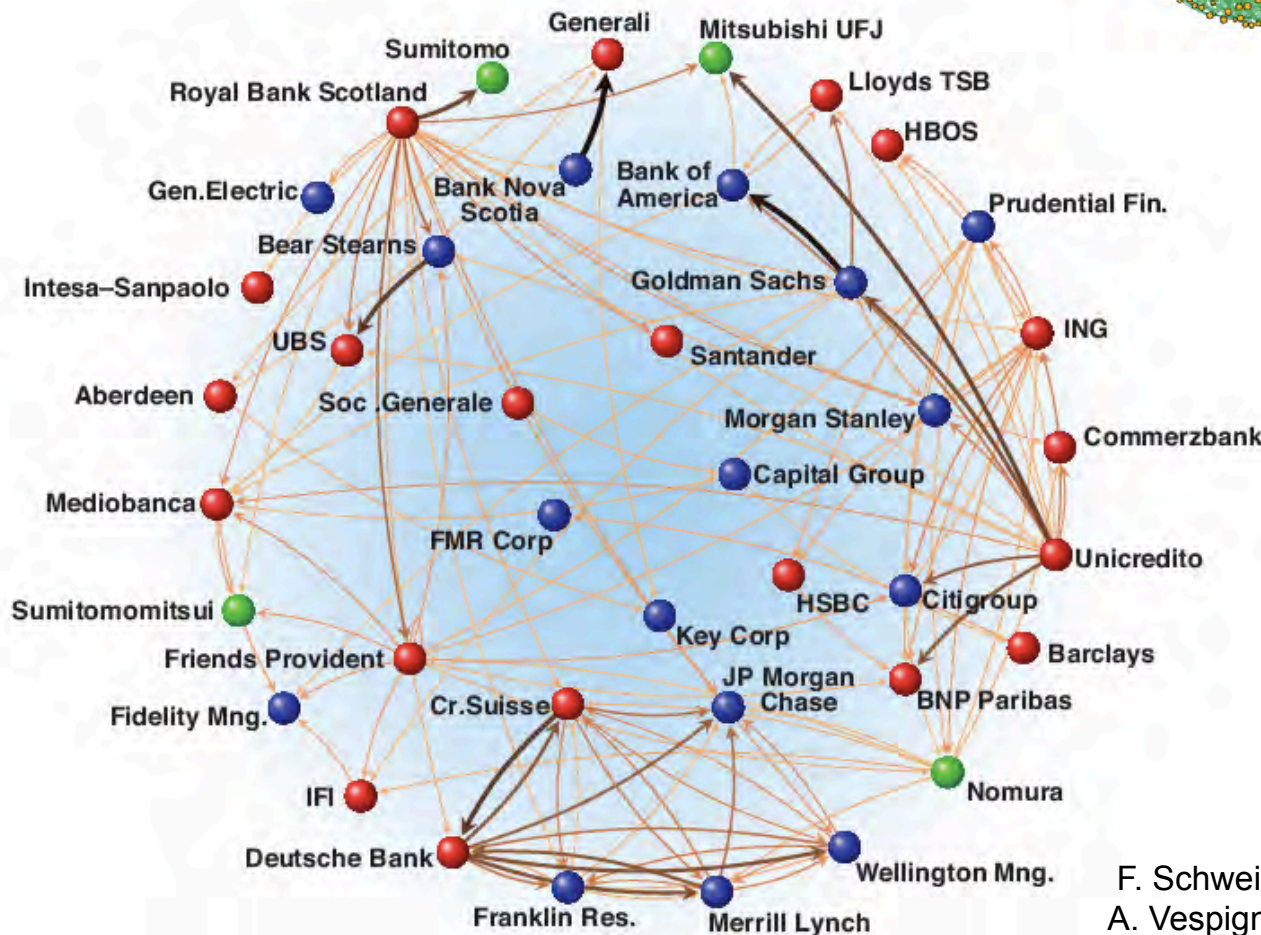 Generali
Mitsubishi UFJ
Sumitomo
Lloyds TSB
Royal Bank Scotland
HBOS
Gen.Electric
Bank Nova
Scotia
Bank of
America
Prudential Fin.
Bear Stearns
Goldman Sachs
Intesa–Sanpaolo
UBS
Santander
ING
Aberdeen
Soc .Generale
Morgan Stanley
Commerzbank
Capital Group
Mediobanca
FMR Corp
Unicredito
HSBC
Citigroup
Sumitomomitsui
Key Corp
Barclays
Friends Provident
JP Morgan
Chase
BNP Paribas
Cr.Suisse
Fidelity Mng.
IFI
Nomura
Deutsche Bank
Wellington Mng.
Franklin Res.
Merrill Lynch
F. Schwei
A. Vespign